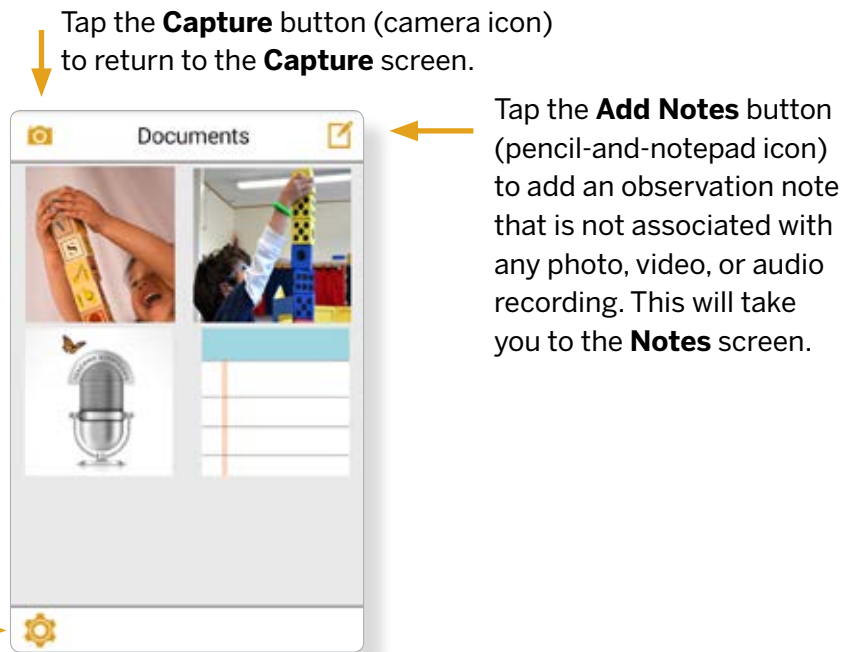 Tap the Capture button (camera icon)
to return to the Capture screen.
Documents
Tap the Add Notes button
(pencil-and-notepad icon)
to add an observation note
that is not associated with
any photo, video, or audio
recording. This will take
you to the Notes screen.